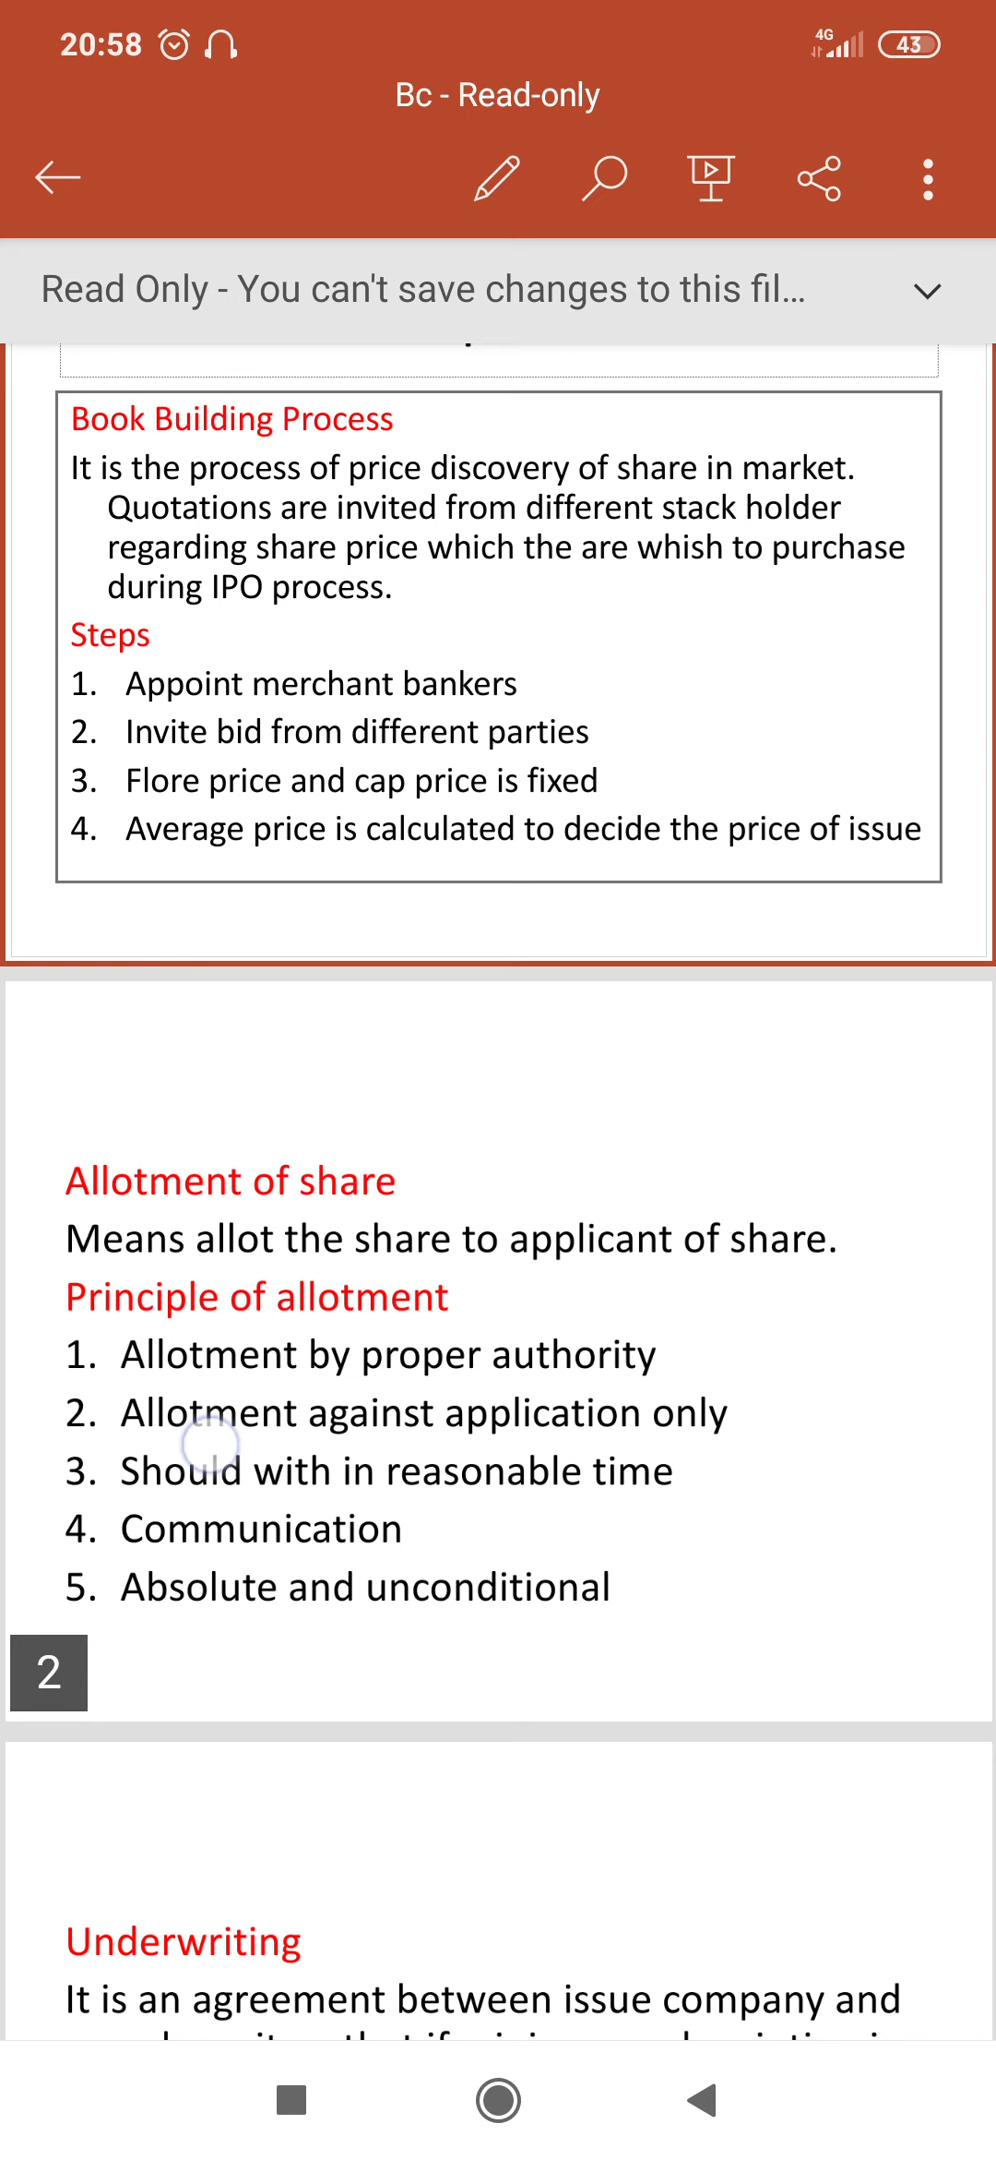 20:58
4G
43
Bc - Read-only
Read Only - You can't save changes to this fil...
Book Building Process
It is the process of price discovery of share in market.
Quotations are invited from different stack holder
regarding share price which the are whish to purchase
during IPO process.
Steps
1. Appoint merchant bankers
2. Invite bid from different parties
3. Flore price and cap price is fixed
4. Average price is calculated to decide the price of issue
Allotment of share
Means allot the share to applicant of share.
Principle of allotment
1. Allotment by proper authority
2. Allotment against application only
3. Should with in reasonable time
4. Communication
5. Absolute and unconditional
2
Underwriting
It is an agreement between issue company and